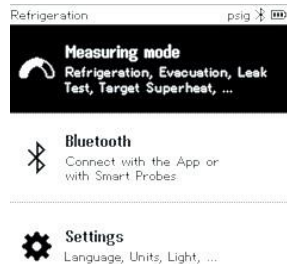 Refrigeration psig
Measuring mode
Refrigeration, Evacuation, Leak
Test, Target Superheat, ...
Bluetooth
Connect with the App or
with Smart Probes
Settings
Language, Units, Light, ...